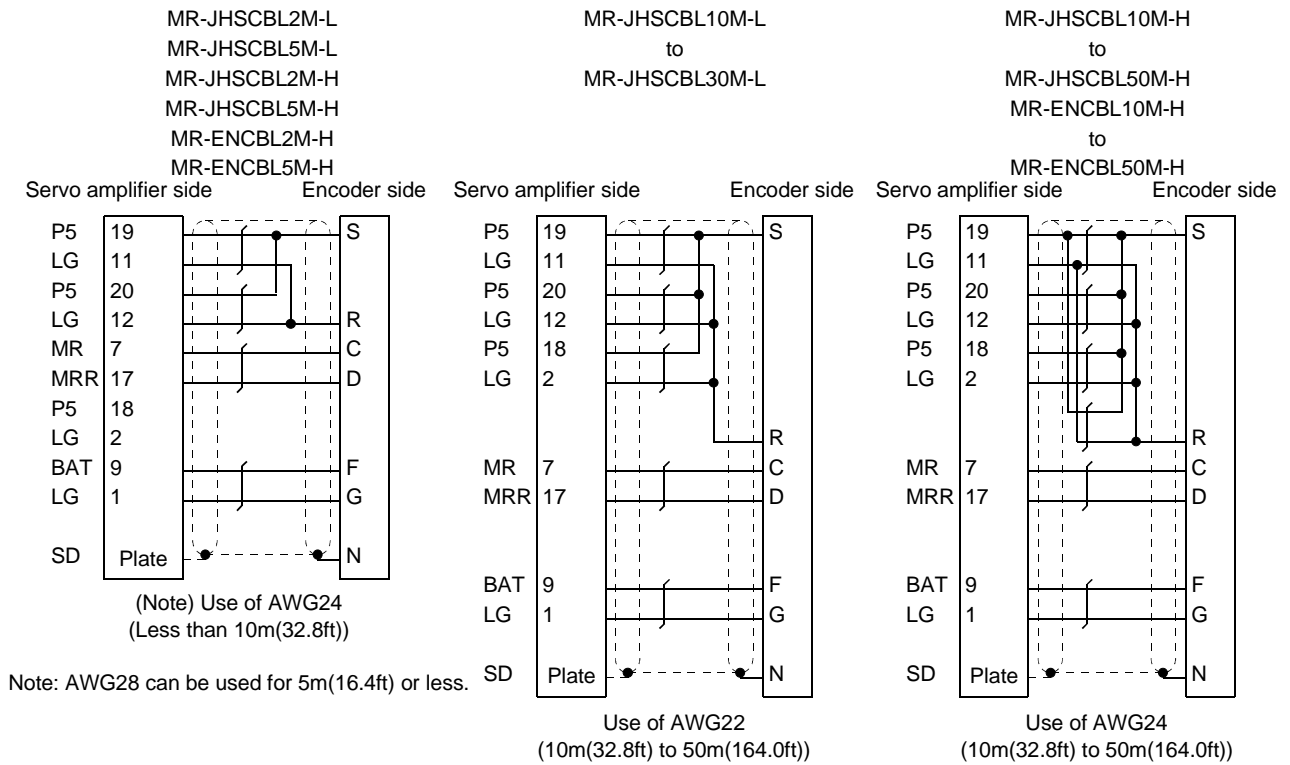 MR-JHSCBL2M-L
MR-JHSCBL5M-L
MR-JHSCBL2M-H
MR-JHSCBL5M-H
MR-ENCBL2M-H
MR-ENCBL5M-H
Servo amplifier side Encoder side
P5 19 S
LG 11
P5 20
LG 12 R
MR 7 C
MRR 17 D
P5 18
LG 2
BAT 9 F
LG 1 G
SD Plate N
(Note) Use of AWG24
(Less than 10m(32.8ft))
Note: AWG28 can be used for 5m(16.4ft) or less.
MR-JHSCBL10M-L
to
MR-JHSCBL30M-L
Servo amplifier side Encoder side
P5 19 S
LG 11
P5 20
LG 12
P5 18
LG 2
R
MR 7 C
MRR 17 D
BAT 9 F
LG 1 G
SD Plate N
Use of AWG22
(10m(32.8ft) to 50m(164.0ft))
MR-JHSCBL10M-H
to
MR-JHSCBL50M-H
MR-ENCBL10M-H
to
MR-ENCBL50M-H
Servo amplifier side Encoder side
P5 19 S
LG 11
P5 20
LG 12
P5 18
LG 2
R
MR 7 C
MRR 17 D
BAT 9 F
LG 1 G
SD Plate N
Use of AWG24
(10m(32.8ft) to 50m(164.0ft))